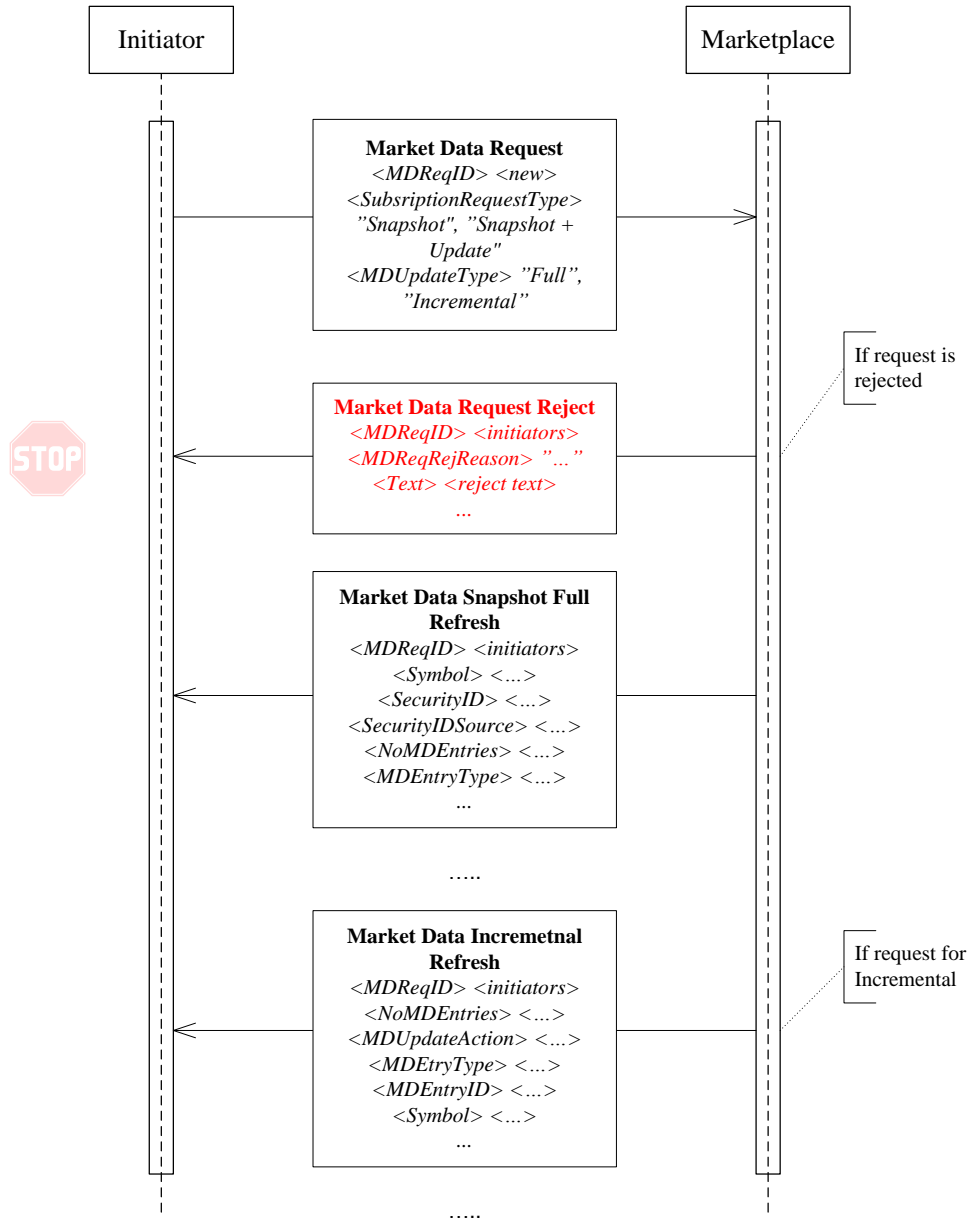 Initiator
Marketplace
Market Data Request
<MDReqID> <new>
<SubsriptionRequestType>
”Snapshot", ”Snapshot +
Update"
<MDUpdateType> ”Full”,
”Incremental”
If request is
rejected
Market Data Request Reject
<MDReqID> <initiators>
<MDReqRejReason> ”...”
<Text> <reject text>
...
STOP
Market Data Snapshot Full
Refresh
<MDReqID> <initiators>
<Symbol> <...>
<SecurityID> <...>
<SecurityIDSource> <...>
<NoMDEntries> <...>
<MDEntryType> <...>
...
.....
Market Data Incremetnal
Refresh
<MDReqID> <initiators>
<NoMDEntries> <...>
<MDUpdateAction> <...>
<MDEtryType> <...>
<MDEntryID> <...>
<Symbol> <...>
...
If request for
Incremental
.....